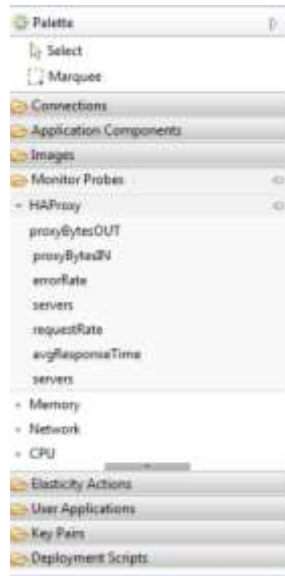 Palette
Select
Marquee
Connections
Application Components
Images
Monitor Probes
HAProxy
proxyBytesOUT
proxyBytesIN
errorRate
servers
requestRate
avgResponseTime
servers
Memory
Network
CPU
Elasticity Actions
User Applications
Key Pairs
Deployment Scripts